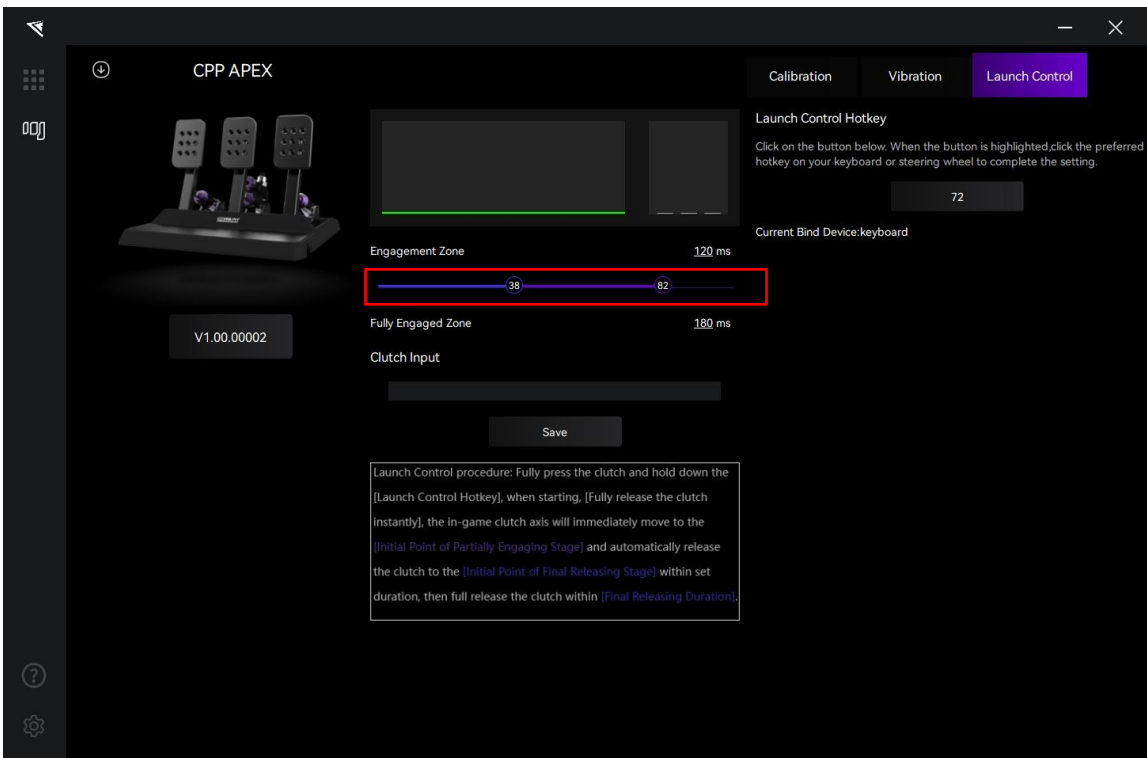 CPP APEX
Calibration
Vibration
Launch Control
Launch Control Hotkey
Click on the button below. When the button is highlighted,click the preferred
hotkey on your keyboard or steering wheel to complete the setting.
72
Current Bind Device:keyboard
Engagement Zone
120 ms
38
82
Fully Engaged Zone
180 ms
V1.00.00002
Clutch Input
Save
Launch Control procedure: Fully press the clutch and hold down the
[Launch Control Hotkey], when starting, [Fully release the clutch
instantly], the in-game clutch axis will immediately move to the
[Initial Point of Partially Engaging Stage] and automatically release
the clutch to the [Initial Point of Final Releasing Stage] within set
duration, then full release the clutch within [Final Releasing Duration].